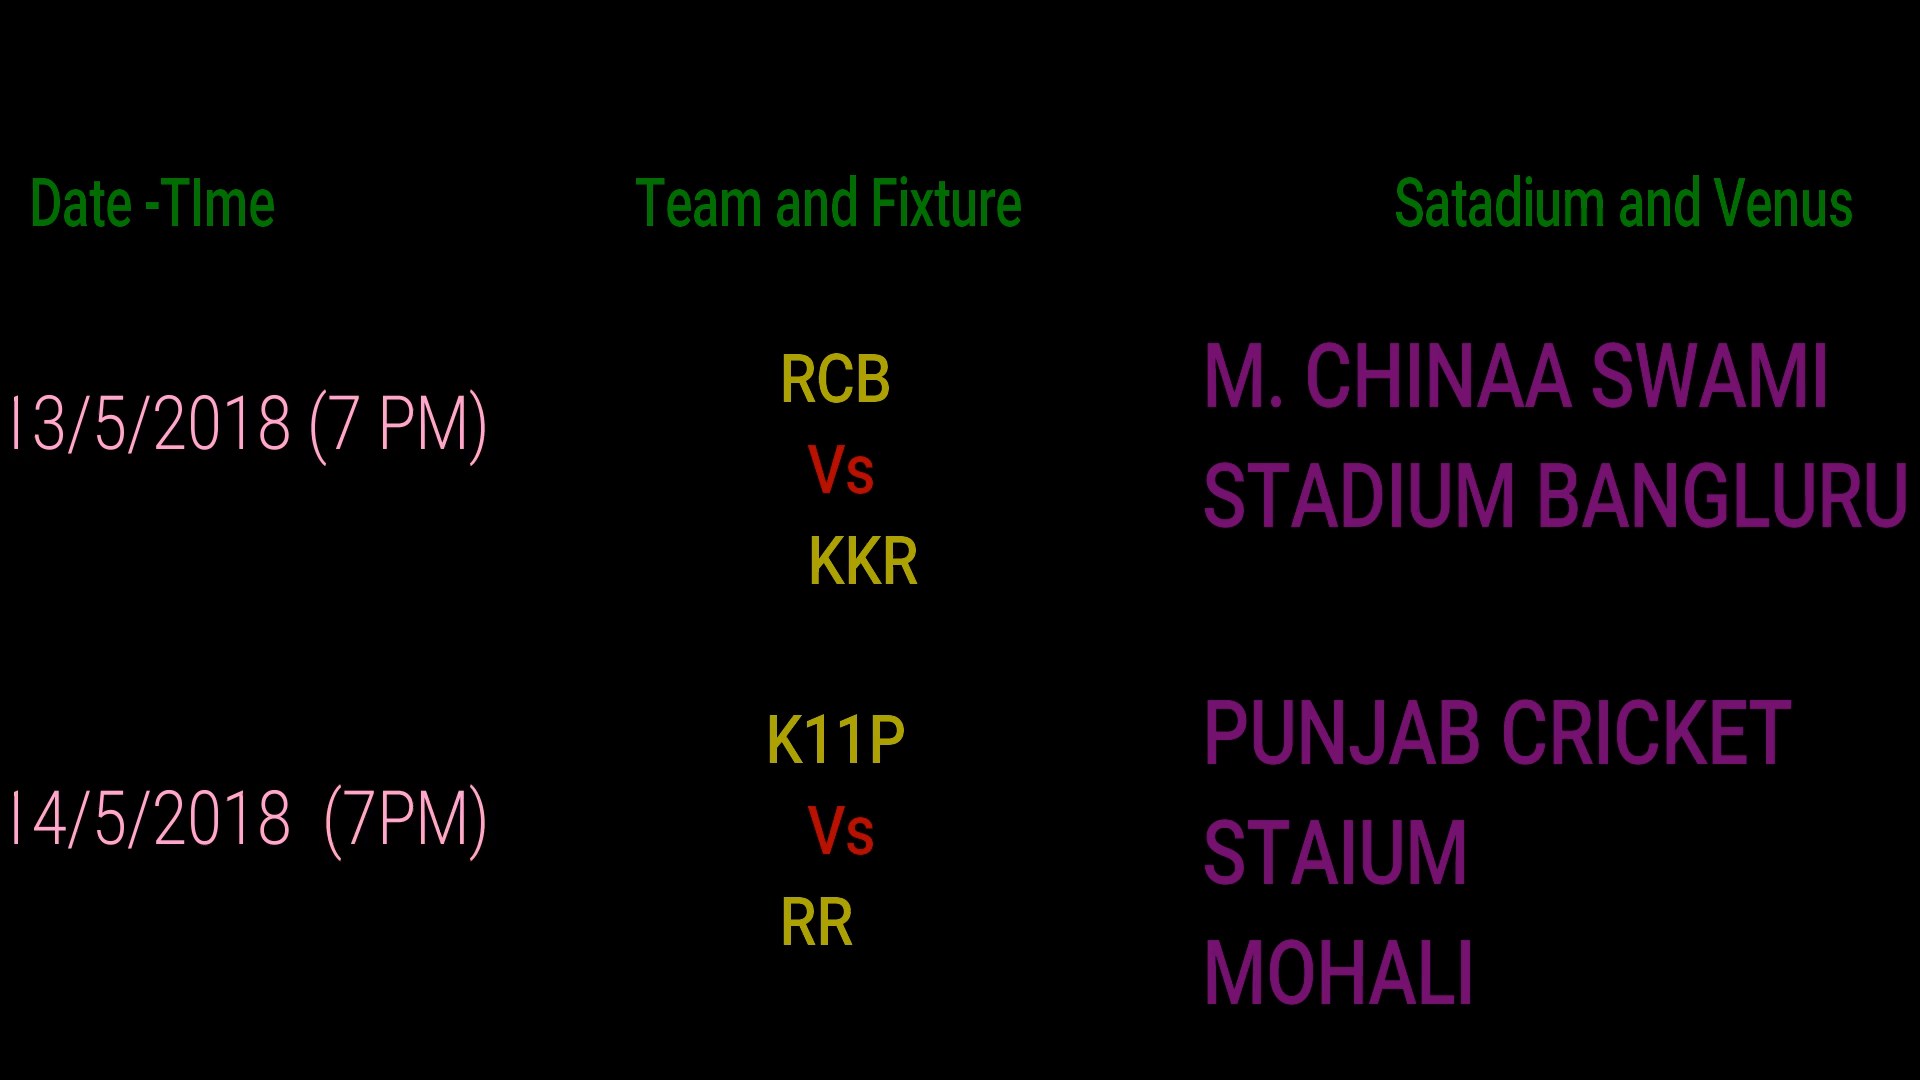 Date -TIme
Team and Fixture
Satadium and Venus
13/5/2018 (7 PM)
RCB
Vs
KKR
M. CHINAA SWAMI
STADIUM BANGLURU
14/5/2018 (7PM)
K11P
Vs
RR
PUNJAB CRICKET
STAIUM
MOHALI